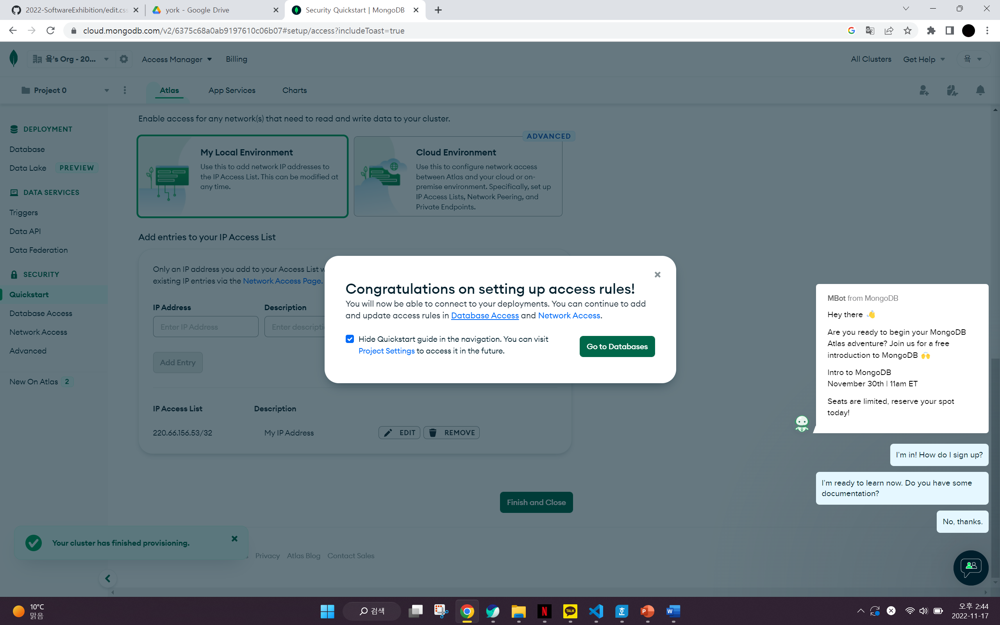 2022-SoftwareExhibition/edit.css
york - Google Drive
Security Quickstart | MongoDB
cloud.mongodb.com/v2/6375c68a0ab9197610c06b07#setup/access?includeToast=true
욕's Org - 20...
Access Manager
Billing
All Clusters
Get Help
욕
Project 0
Atlas
App Services
Charts
DEPLOYMENT
Database
Data Lake PREVIEW
DATA SERVICES
Triggers
Data API
Data Federation
SECURITY
Quickstart
Database Access
Network Access
Advanced
New On Atlas 2
Enable access for any network(s) that need to read and write data to your cluster.
My Local Environment
Use this to add network IP addresses to
the IP Access List. This can be modified at
any time.
ADVANCED
Cloud Environment
Use this to configure network access
between Atlas and your cloud or on-
premise environment. Specifically, set up
IP Access Lists, Network Peering, and
Private Endpoints.
Add entries to your IP Access List
Only an IP address you add to your Access List
existing IP entries via the Network Access Page.
IP Address
Description
Enter IP Address
Enter
Add Entry
IP Access List
Description
220.66.156.53/32
My IP Address
EDIT
REMOVE
Congratulations on setting up access rules!
You will now be able to connect to your deployments. You can continue to add
and update access rules in Database Access and Network Access.
Hide Quickstart guide in the navigation. You can visit
Project Settings to access it in the future.
Go to Databases
Finish and Close
Your cluster has finished provisioning.
Privacy
Atlas Blog
Contact Sales
MBot from MongoDB
Hey there 👋
Are you ready to begin your MongoDB
Atlas adventure? Join us for a free
introduction to MongoDB 🙌
Intro to MongoDB
November 30th | 11am ET
Seats are limited, reserve your spot
today!
I'm in! How do I sign up?
I'm ready to learn now. Do you have some
documentation?
No, thanks.
10°C
맑음
검색
N
TALK
호
P
W
오후 2:44
2022-11-17